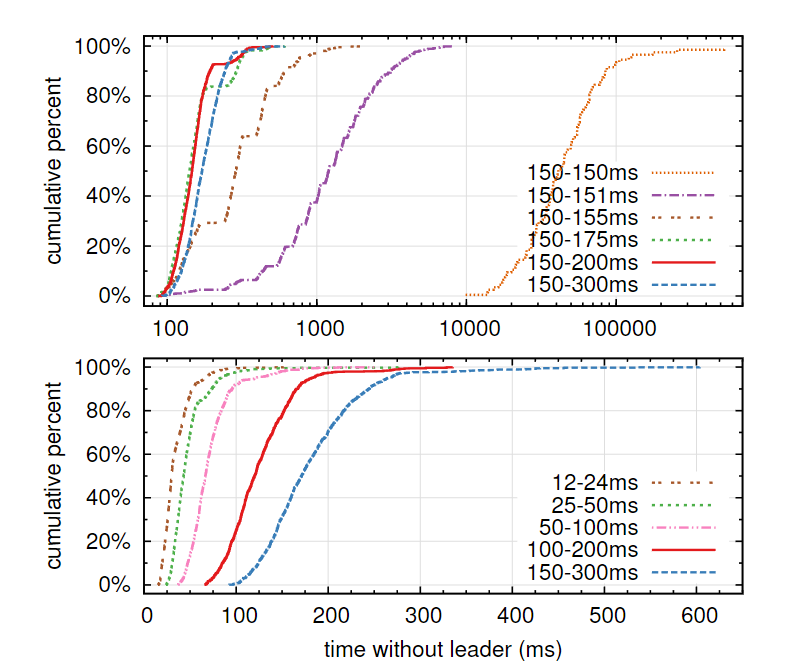 100%
80%
60%
40%
20%
0%
cumulative percent
150-150ms
150-151ms
150-155ms
150-175ms
150-200ms
150-300ms
100 1000 10000 100000
100%
80%
60%
40%
20%
0%
cumulative percent
12-24ms
25-50ms
50-100ms
100-200ms
150-300ms
0 100 200 300 400 500 600
time without leader (ms)